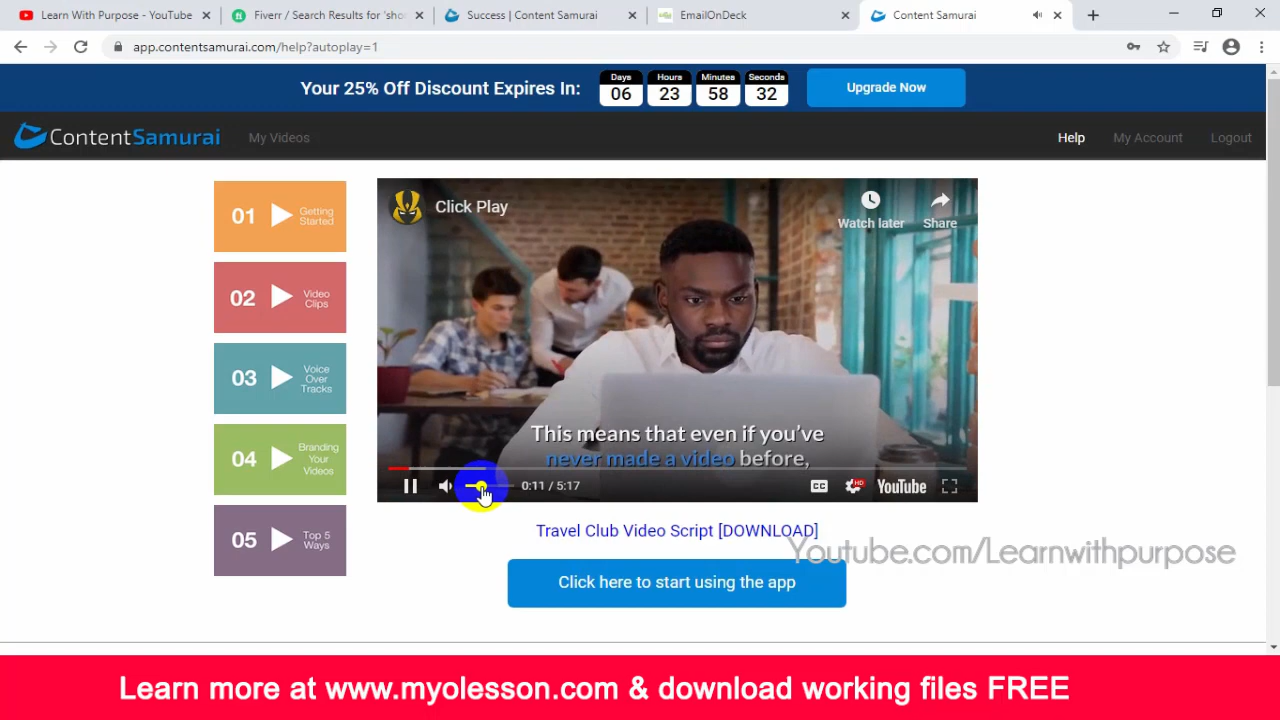 Learn With Purpose - YouTube
Fiverr / Search Results for 'sho
Success | Content Samurai
EmailOnDeck
Content Samurai
app.contentsamurai.com/help?autoplay=1
Your 25% Off Discount Expires In:
Days Hours Minutes Seconds
06 23 58 32
Upgrade Now
ContentSamurai
My Videos
Help
My Account
Logout
01 Getting Started
02 Video Clips
03 Voice Over Tracks
04 Branding Your Videos
05 Top 5 Ways
Click Play
Watch later
Share
This means that even if you've
never made a video before,
0:11 / 5:17
CC
HD
YouTube
Travel Club Video Script [DOWNLOAD]
Youtube.com/Learnwithpurpose
Click here to start using the app
Learn more at www.myolesson.com & download working files FREE